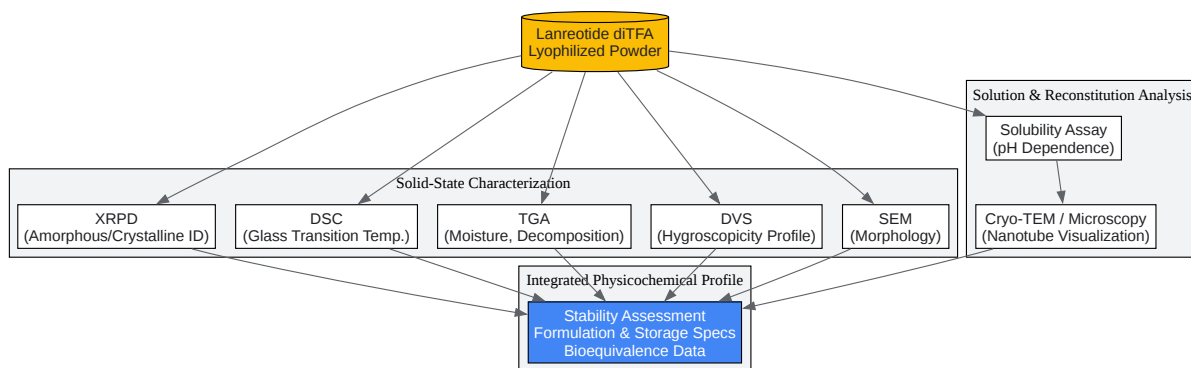 Lanreotide diTFA
Lyophilized Powder
Solution & Reconstitution Analysis
Solubility Assay
(pH Dependence)
Solid-State Characterization
XRPD
(Amorphous/Crystalline ID)
DSC
(Glass Transition Temp.)
TGA
(Moisture, Decomposition)
DVS
(Hygroscopicity Profile)
SEM
(Morphology)
Cryo-TEM / Microscopy
(Nanotube Visualization)
Integrated Physicochemical Profile
Stability Assessment
Formulation & Storage Specs
Bioequivalence Data